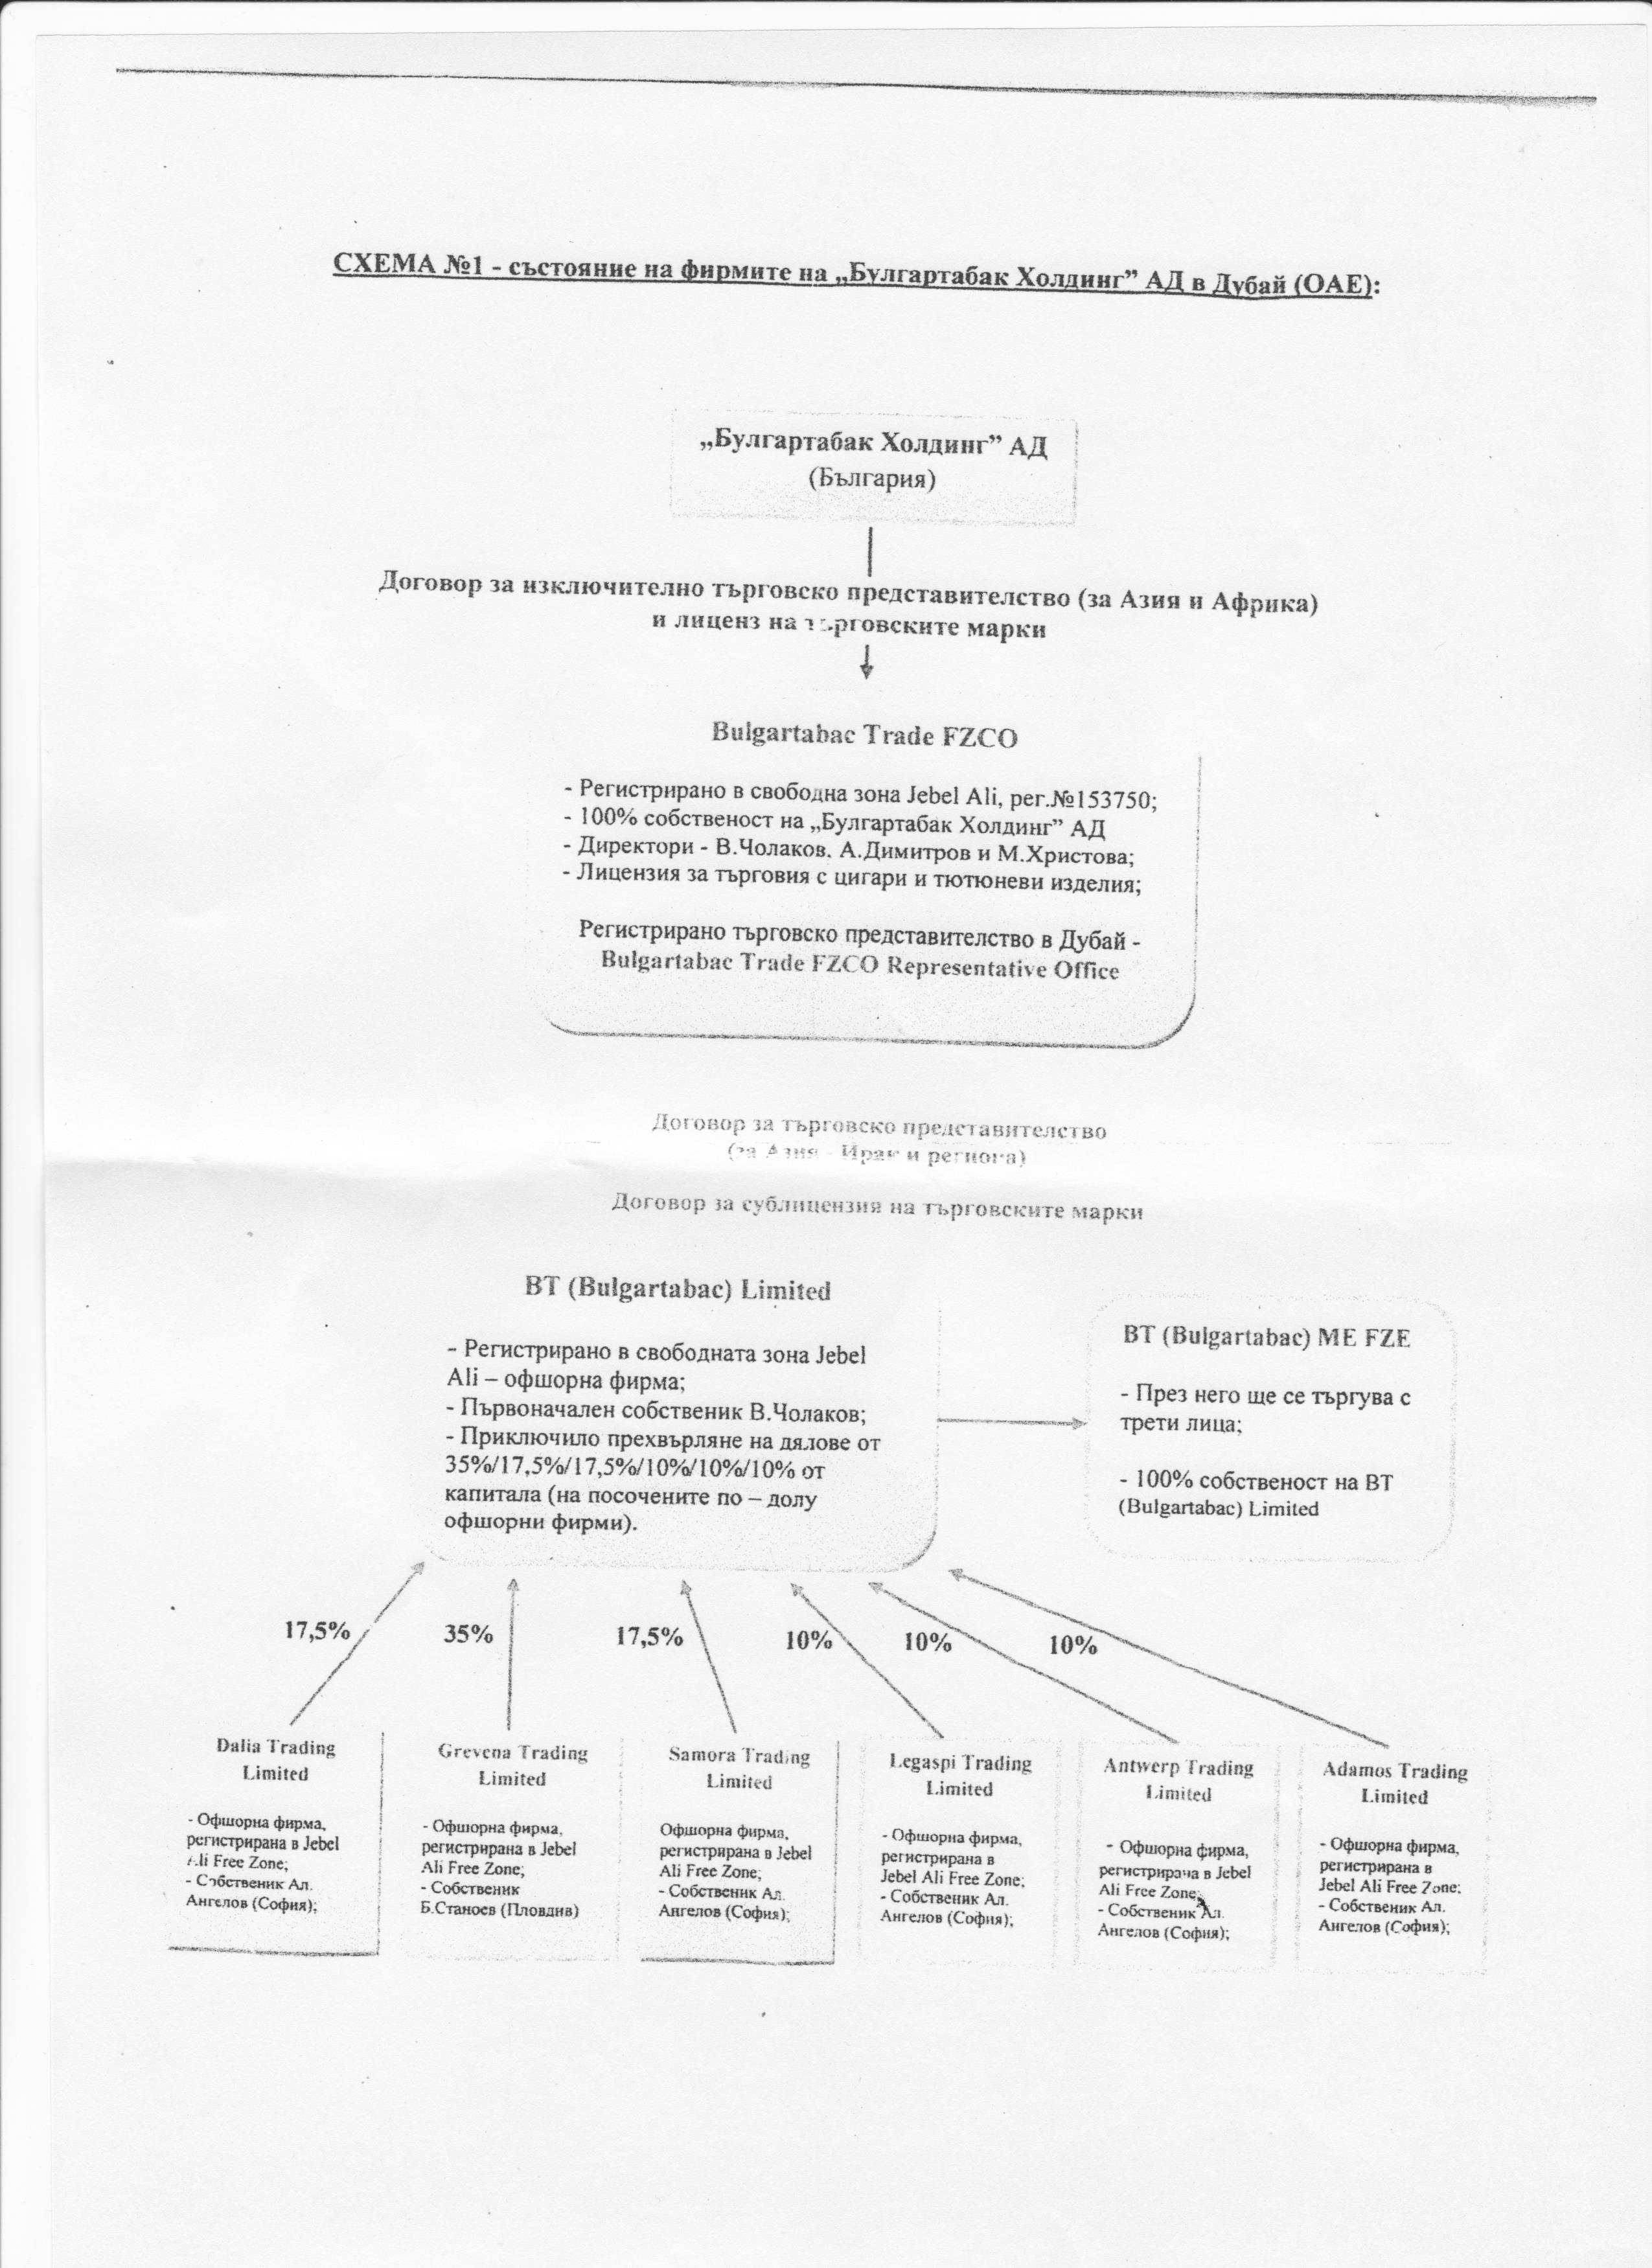 СХЕМА №1 - състояние на фирмите на „Булгартабак Холдинг” АД в Дубай (ОАЕ):
„Булгартабак Холдинг” АД
(България)
Договор за изключително търговско представителство (за Азия и Африка)
и лиценз на търговските марки
Bulgartabac Trade FZCO
- Регистрирано в свободна зона Jebel Ali, рег.№153750;
- 100% собственост на „Булгартабак Холдинг” АД
- Директори - В.Чолаков. А.Димитров и М.Христова;
- Лицензия за търговия с цигари и тютюневи изделия;
Регистрирано търговско представителство в Дубай -
Bulgartabac Trade FZCO Representative Office
Договор за търговско представителство
(за Азия - Ирак и региона)
Договор за сублицензия на търговските марки
BT (Bulgartabac) Limited
- Регистрирано в свободната зона Jebel
Ali – офшорна фирма;
- Първоначален собственик В.Чолаков;
- Приключило прехвърляне на дялове от
35%/17,5%/17,5%/10%/10%/10% от
капитала (на посочените по – долу
офшорни фирми).
BT (Bulgartabac) ME FZE
- През него ще се търгува с
трети лица;
- 100% собственост на BT
(Bulgartabac) Limited
17,5%
35%
17,5%
10%
10%
10%
Dalia Trading
Limited
- Офшорна фирма,
регистрирана в Jebel
Ali Free Zone;
- Собственик Ал.
Ангелов (София);
Grevena Trading
Limited
- Офшорна фирма,
регистрирана в Jebel
Ali Free Zone;
- Собственик
Б.Станоев (Пловдив)
Samora Trading
Limited
Офшорна фирма,
регистрирана в Jebel
Ali Free Zone;
- Собственик Ал.
Ангелов (София);
Legaspi Trading
Limited
- Офшорна фирма,
регистрирана в
Jebel Ali Free Zone;
- Собственик Ал.
Ангелов (София);
Antwerp Trading
Limited
- Офшорна фирма,
регистрирана в Jebel
Ali Free Zone;
- Собственик Ал.
Ангелов (София);
Adamos Trading
Limited
- Офшорна фирма,
регистрирана в
Jebel Ali Free Zone;
- Собственик Ал.
Ангелов (София);